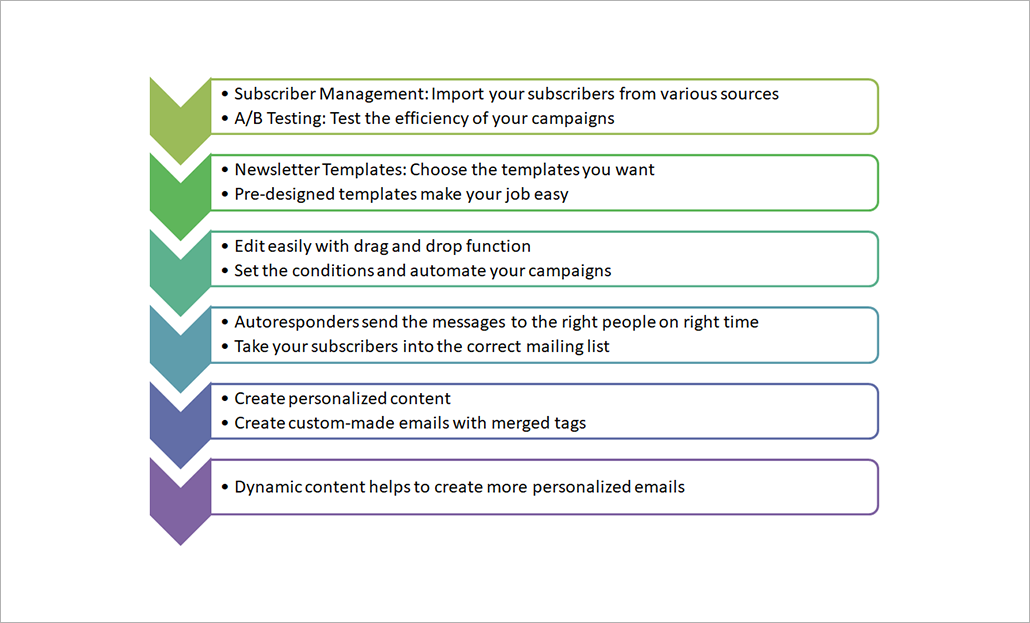 • Subscriber Management: Import your subscribers from various sources
• A/B Testing: Test the efficiency of your campaigns
• Newsletter Templates: Choose the templates you want
• Pre-designed templates make your job easy
• Edit easily with drag and drop function
• Set the conditions and automate your campaigns
• Autoresponders send the messages to the right people on right time
• Take your subscribers into the correct mailing list
• Create personalized content
• Create custom-made emails with merged tags
• Dynamic content helps to create more personalized emails